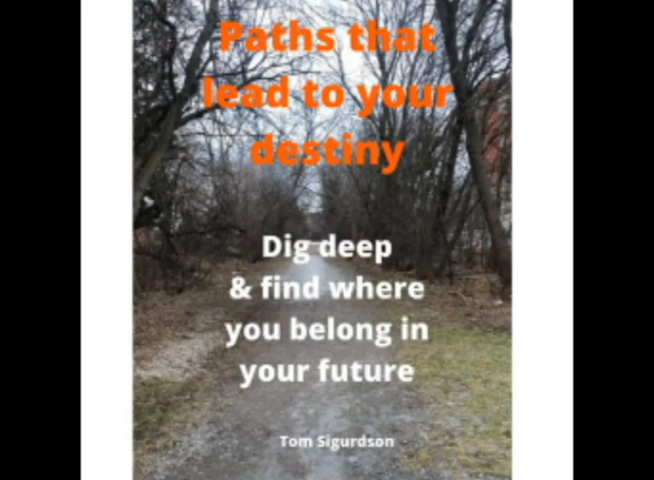 Paths that
lead to your
destiny
Dig deep
& find where
you belong in
your future
Tom Sigurdson